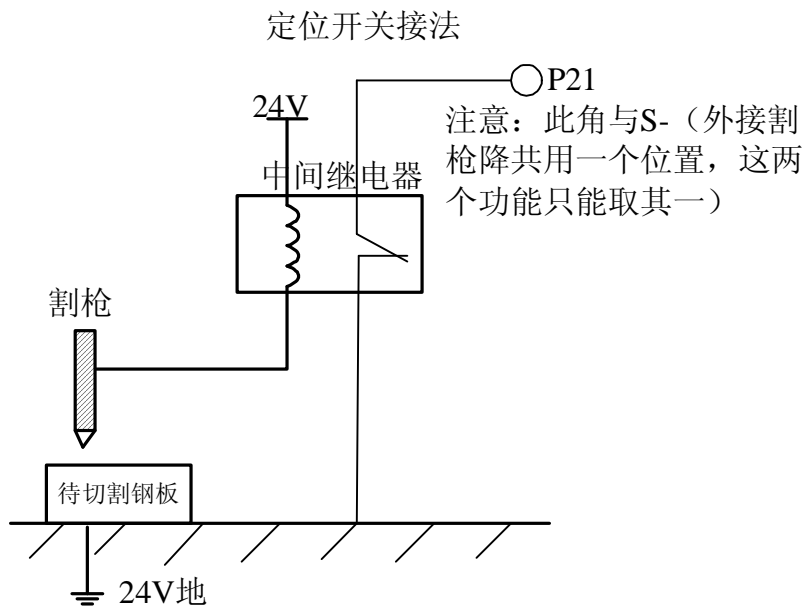 定位开关接法
P21
24V
注意：此角与S-（外接割
枪降共用一个位置，这两
个功能只能取其一）
中间继电器
割枪
待切割钢板
24V地